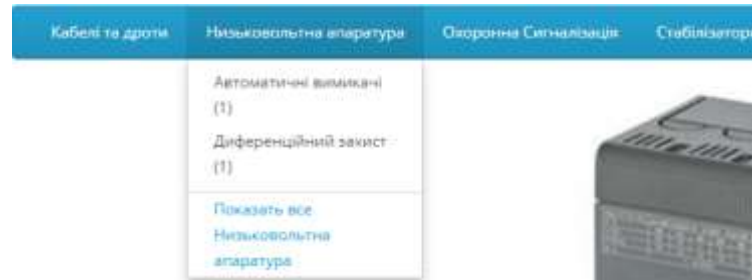 Кабелі та дроти Низьковольтна апаратура Охоронна Сигналізація Стабілізатори
Автоматичні вимикачі
(1)
Диференційний захист
(1)
Показать все
Низьковольтна
апаратура